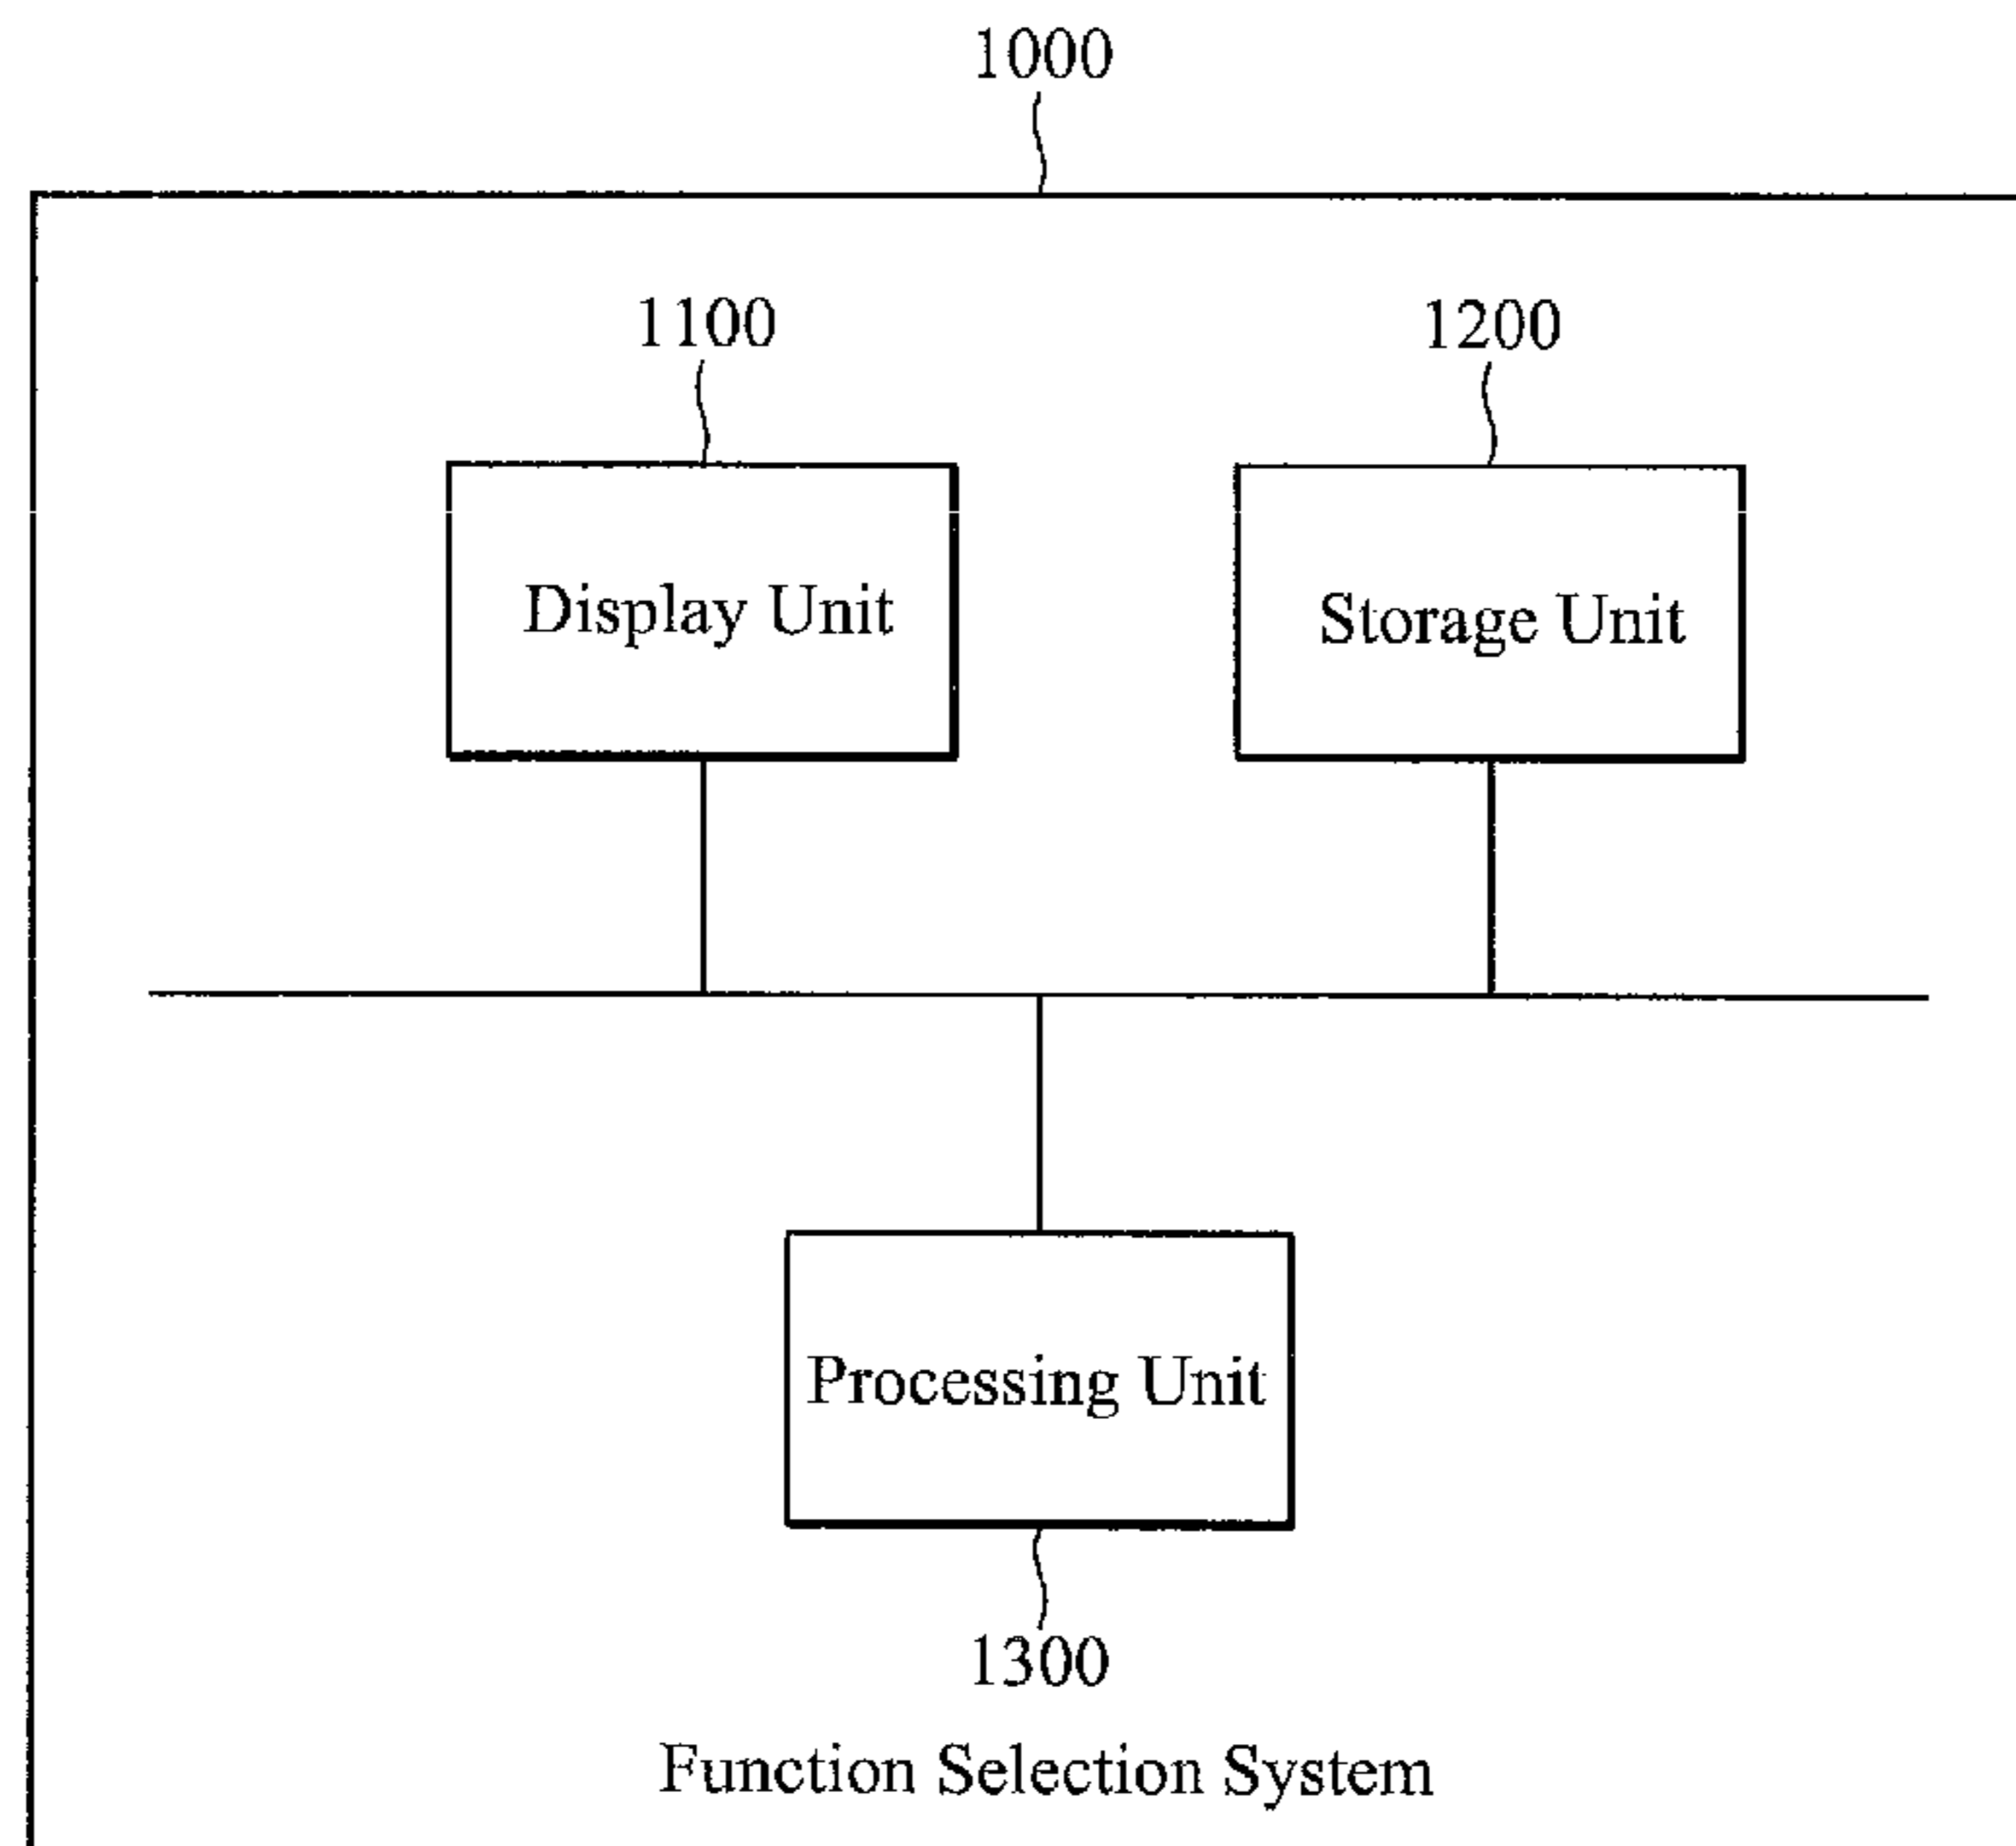 1000
1100
1200
Display Unit
Storage Unit
Processing Unit
1300
Function Selection System